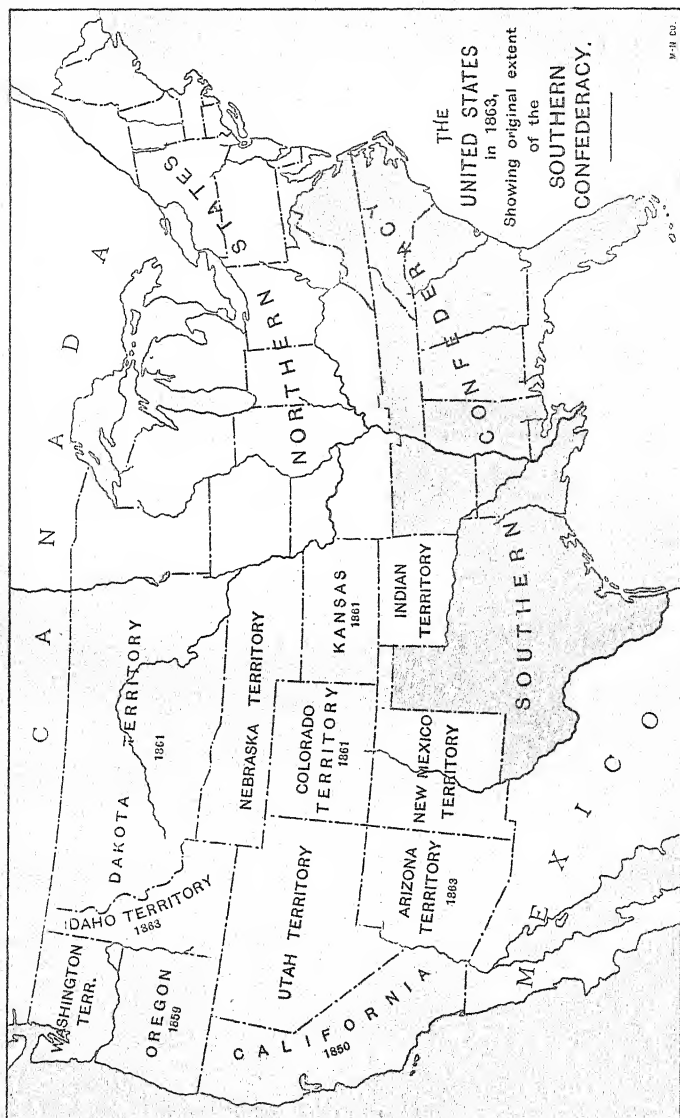 THE
UNITED STATES
in 1863,
Showing original extent
of the
SOUTHERN
CONFEDERACY.
CANADA
WASHINGTON
TERR.
OREGON
1859
IDAHO TERRITORY
1863
DAKOTA TERRITORY
1861
NEBRASKA TERRITORY
UTAH TERRITORY
COLORADO
TERRITORY
1861
KANSAS
1861
CALIFORNIA
1850
ARIZONA
TERRITORY
1863
NEW MEXICO
TERRITORY
INDIAN
TERRITORY
NORTHERN STATES
SOUTHERN CONFEDERACY
MEXICO
M-N CO.